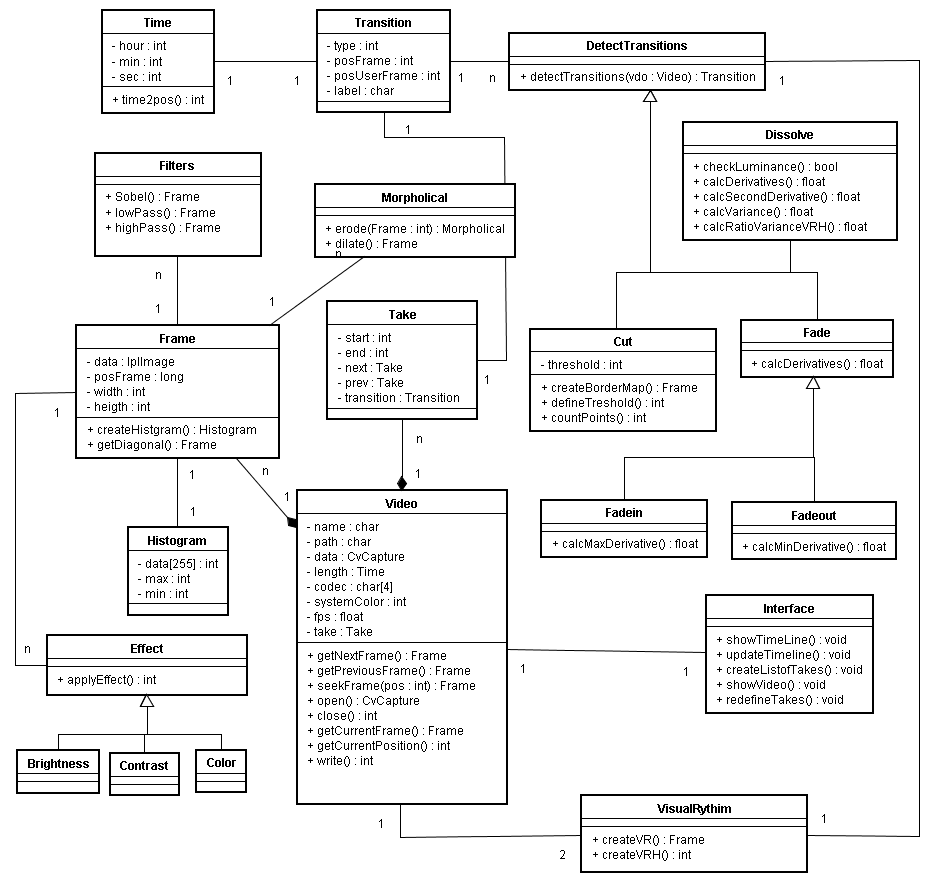 Time
- hour : int
- min : int
- sec : int
+ time2pos() : int
1
1
Transition
- type : int
- posFrame : int
- posUserFrame : int
- label : char
1
n
DetectTransitions
+ detectTransitions(vdo : Video) : Transition
1
1
Dissolve
+ checkLuminance() : bool
+ calcDerivatives() : float
+ calcSecondDerivative() : float
+ calcVariance() : float
+ calcRatioVarianceVRH() : float
Filters
+ Sobel() : Frame
+ lowPass() : Frame
+ highPass() : Frame
n
1
Morpholical
+ erode(Frame : int) : Morpholical
+ dilate() : Frame
n
1
Take
- start : int
- end : int
- next : Take
- prev : Take
- transition : Transition
1
n
1
Frame
- data : IplImage
- posFrame : long
- width : int
- heigth : int
+ createHistgram() : Histogram
+ getDiagonal() : Frame
1
1
n
1
Cut
- threshold : int
+ createBorderMap() : Frame
+ defineTreshold() : int
+ countPoints() : int
Fade
+ calcDerivatives() : float
Fadein
+ calcMaxDerivative() : float
Fadeout
+ calcMinDerivative() : float
1
Histogram
- data[255] : int
- max : int
- min : int
Video
- name : char
- path : char
- data : CvCapture
- length : Time
- codec : char[4]
- systemColor : int
- fps : float
- take : Take
+ getNextFrame() : Frame
+ getPreviousFrame() : Frame
+ seekFrame(pos : int) : Frame
+ open() : CvCapture
+ close() : int
+ getCurrentFrame() : Frame
+ getCurrentPosition() : int
+ write() : int
1
1
Interface
+ showTimeLine() : void
+ updateTimeline() : void
+ createListofTakes() : void
+ showVideo() : void
+ redefineTakes() : void
n
Effect
+ applyEffect() : int
Brightness
Contrast
Color
1
2
VisualRythim
+ createVR() : Frame
+ createVRH() : int
1